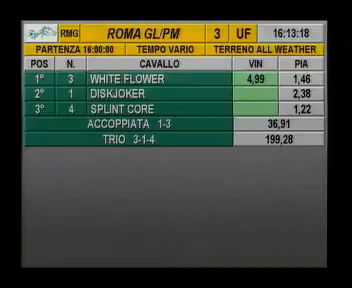 RMG ROMA GL/PM 3 UF 16:13:18
PARTENZA 16:00:00 TEMPO VARIO TERRENO ALL WEATHER
POS N. CAVALLO VIN PIA
1° 3 WHITE FLOWER 4,99 1,46
2° 1 DISKJOKER 2,38
3° 4 SPLINT CORE 1,22
ACCOPPIATA 1-3 36,91
TRIO 3-1-4 199,28